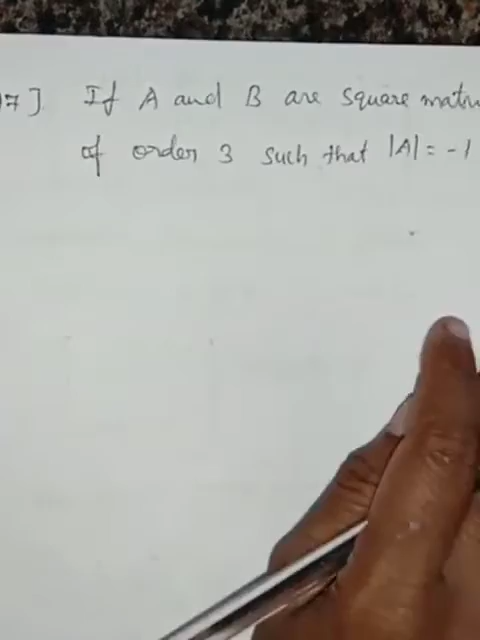 17] If A and B are square matri
of order 3 such that |A| = -1